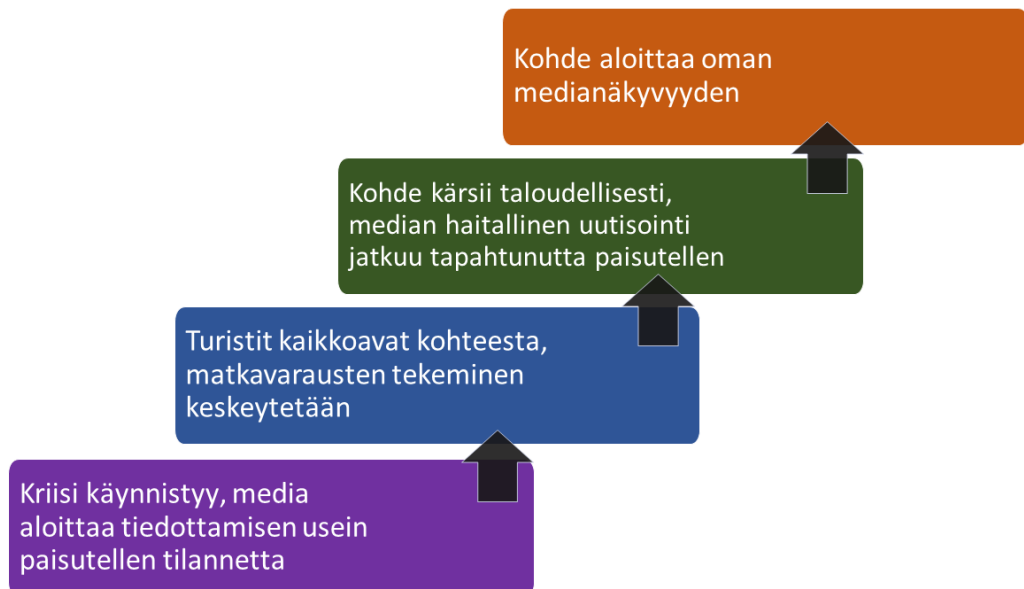 Kohde aloittaa oman
medianäkyvyyden
Kohde kärsii taloudellisesti,
median haitallinen uutisointi
jatkuu tapahtunutta paisutellen
Turistit kaikkoavat kohteesta,
matkavarausten tekeminen
keskeytetään
Kriisi käynnistyy, media
aloittaa tiedottamisen usein
paisutellen tilannetta